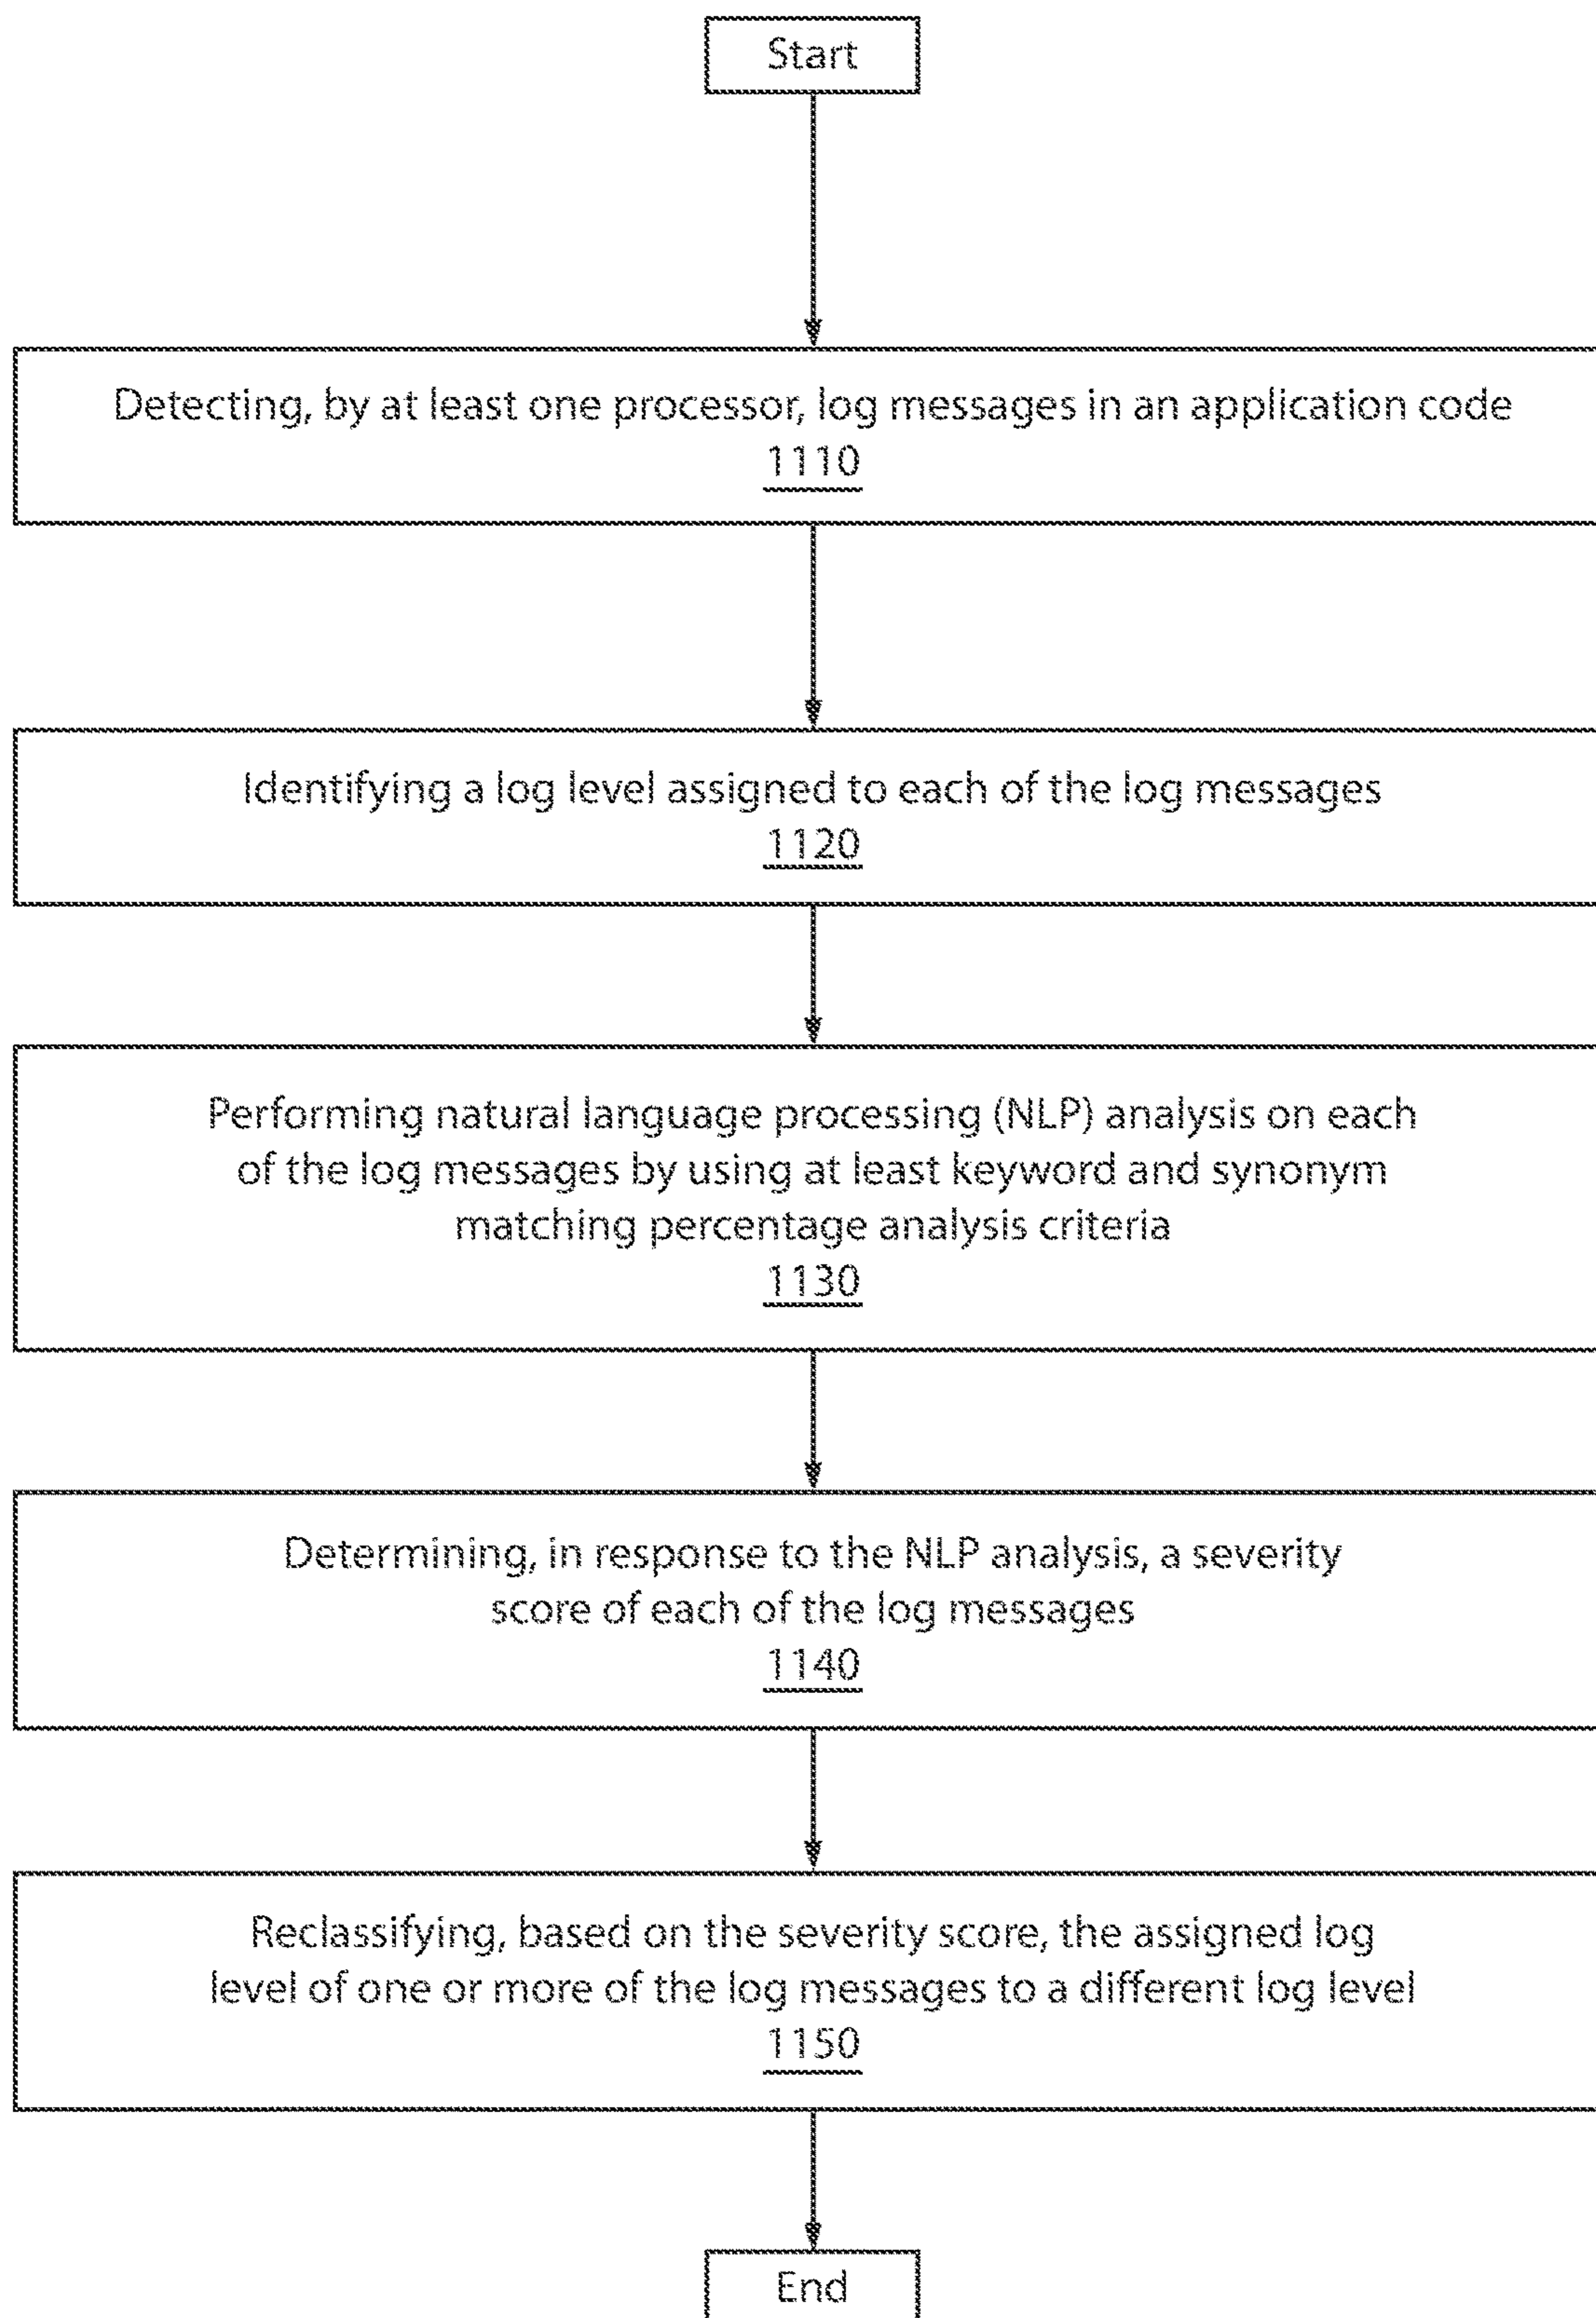 Start
Detecting, by at least one processor, log messages in an application code
1110
Identifying a log level assigned to each of the log messages
1120
Performing natural language processing (NLP) analysis on each
of the log messages by using at least keyword and synonym
matching percentage analysis criteria
1130
Determining, in response to the NLP analysis, a severity
score of each of the log messages
1140
Reclassifying, based on the severity score, the assigned log
level of one or more of the log messages to a different log level
1150
End